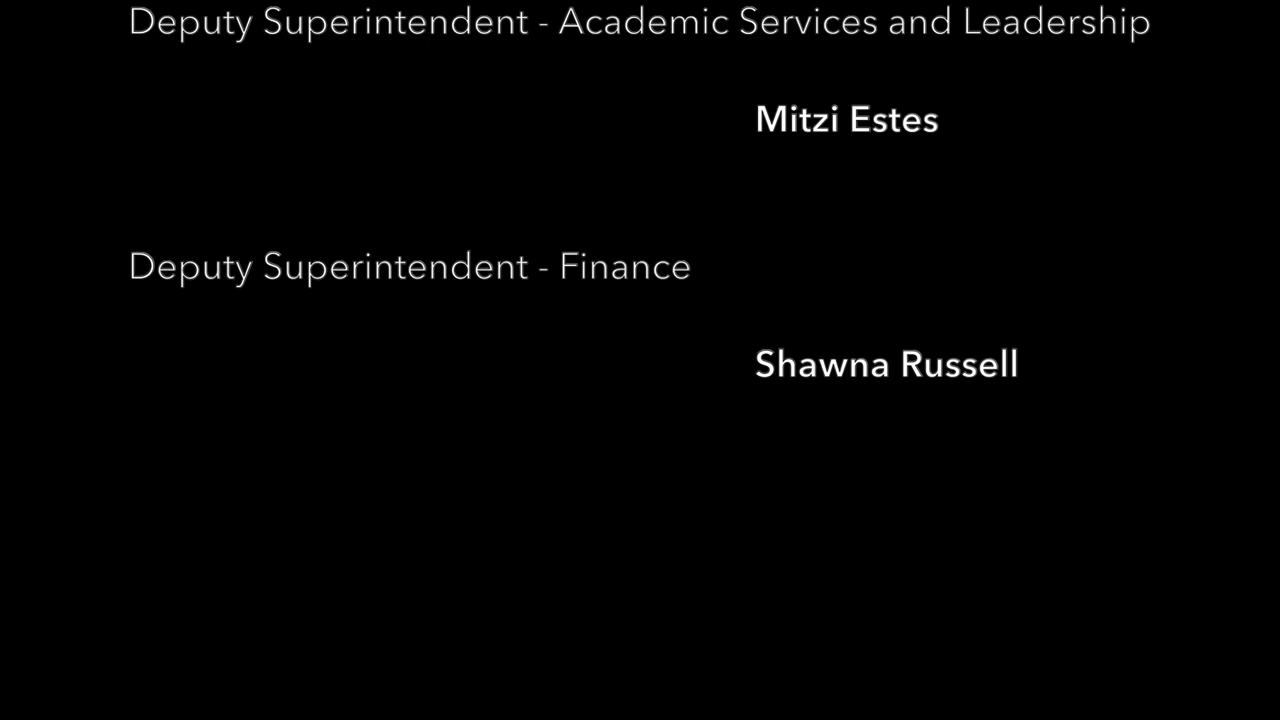 Deputy Superintendent - Academic Services and Leadership
Mitzi Estes
Deputy Superintendent - Finance
Shawna Russell